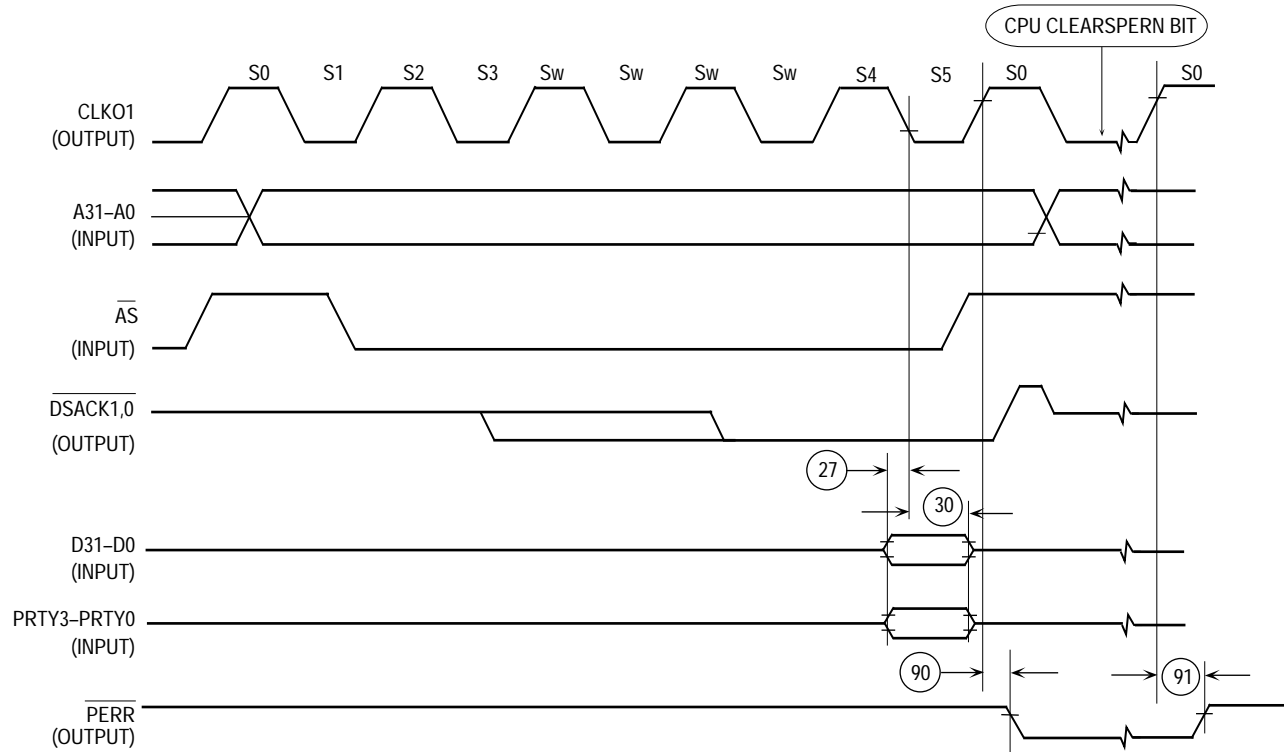 CPU CLEARSPERN BIT
S0 S1 S2 S3 Sw Sw Sw Sw S4 S5 S0 S0
CLKO1
(OUTPUT)
A31–A0
(INPUT)
AS
(INPUT)
DSACK1,0
(OUTPUT)
27
30
D31–D0
(INPUT)
PRTY3–PRTY0
(INPUT)
90
91
PERR
(OUTPUT)